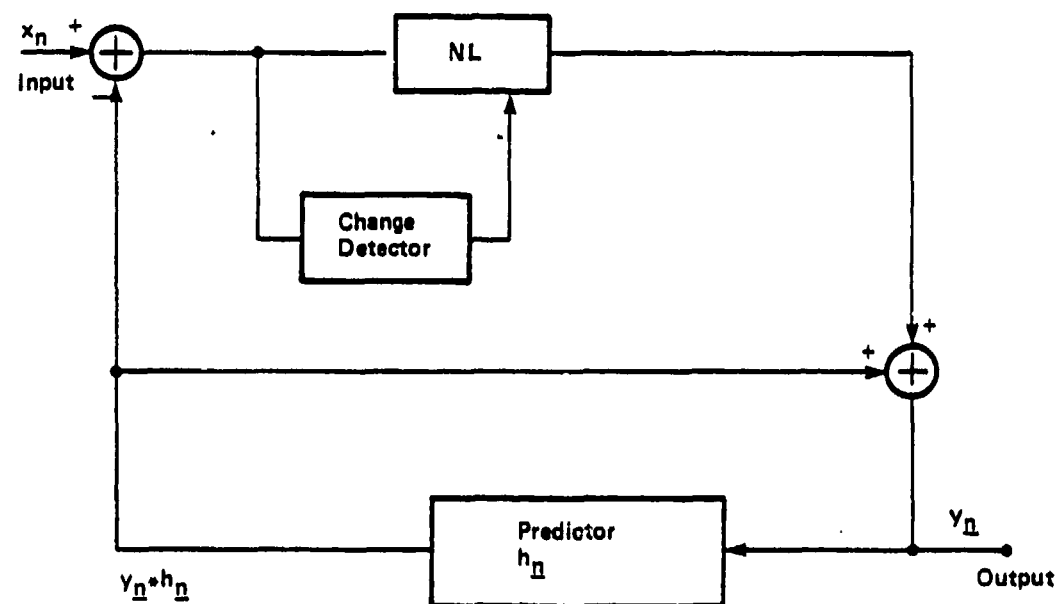 xn +
Input
−
NL
Change
Detector
+
+
Predictor
hn
yn*hn
yn
Output